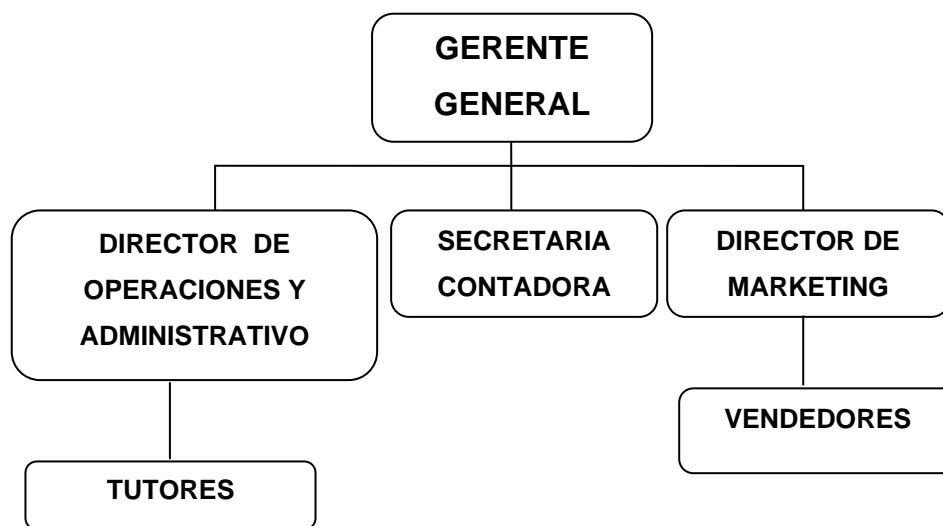 GERENTE
GENERAL
DIRECTOR DE
OPERACIONES Y
ADMINISTRATIVO
SECRETARIA
CONTADORA
DIRECTOR DE
MARKETING
VENDEDORES
TUTORES